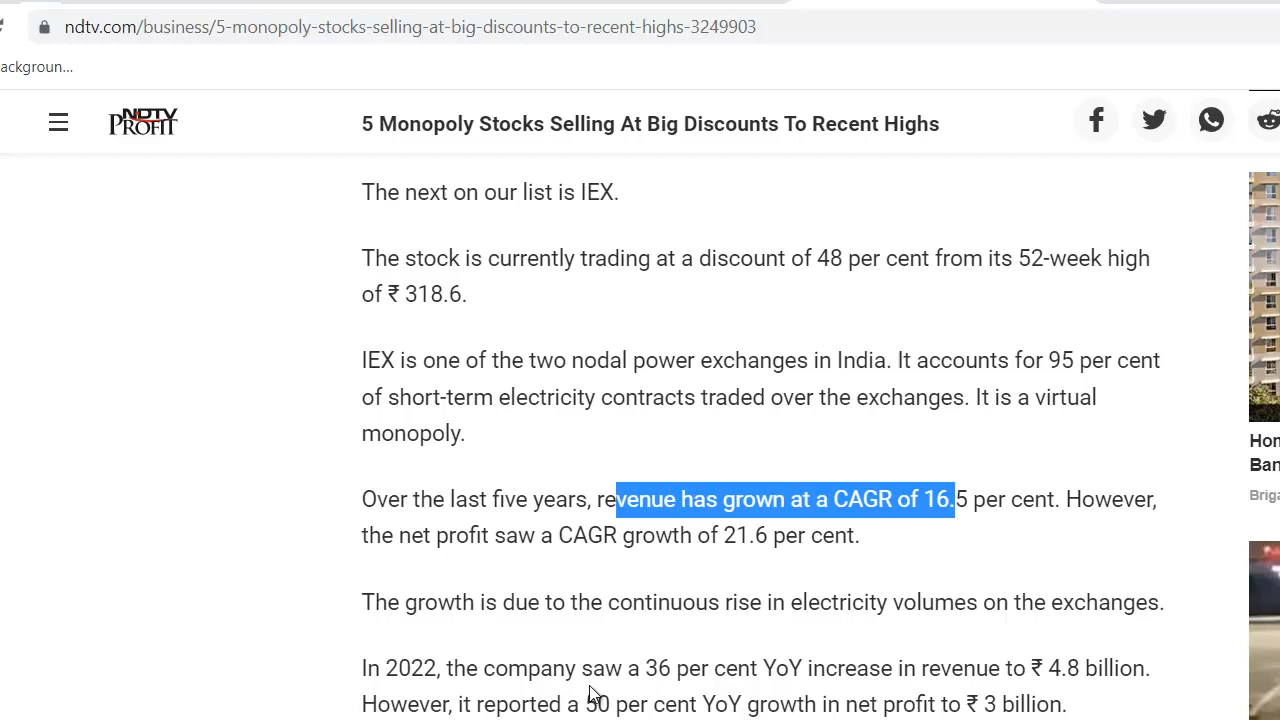 ndtv.com/business/5-monopoly-stocks-selling-at-big-discounts-to-recent-highs-3249903
ackgroun...
NDTV
PROFIT
5 Monopoly Stocks Selling At Big Discounts To Recent Highs
The next on our list is IEX.
The stock is currently trading at a discount of 48 per cent from its 52-week high
of ₹ 318.6.
IEX is one of the two nodal power exchanges in India. It accounts for 95 per cent
of short-term electricity contracts traded over the exchanges. It is a virtual
monopoly.
Over the last five years, revenue has grown at a CAGR of 16.5 per cent. However,
the net profit saw a CAGR growth of 21.6 per cent.
The growth is due to the continuous rise in electricity volumes on the exchanges.
In 2022, the company saw a 36 per cent YoY increase in revenue to ₹ 4.8 billion.
However, it reported a 50 per cent YoY growth in net profit to ₹ 3 billion.
Hon
Ban
Briga